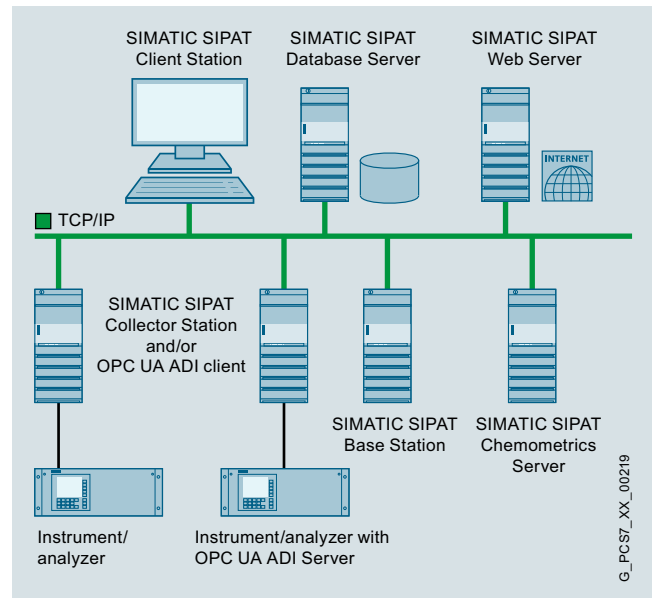 SIMATIC SIPAT
Client Station
SIMATIC SIPAT
Database Server
SIMATIC SIPAT
Web Server
INTERNET
TCP/IP
SIMATIC SIPAT
Collector Station
and/or
OPC UA ADI client
SIMATIC SIPAT
Base Station
SIMATIC SIPAT
Chemometrics
Server
Instrument/
analyzer
Instrument/analyzer with
OPC UA ADI Server
G_PCS7_XX_00219